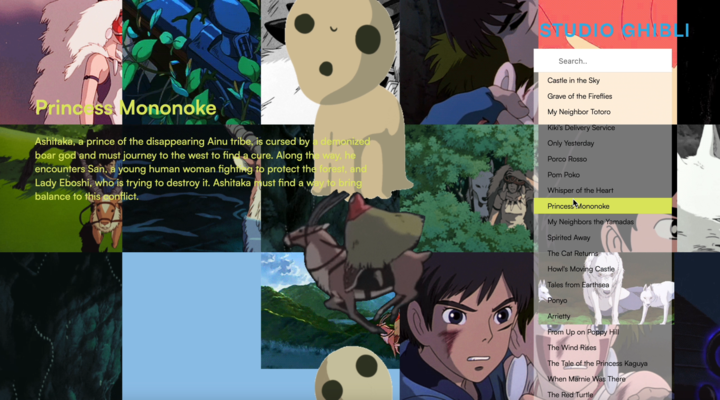 STUDIO GHIBLI
Search..
Princess Mononoke
Ashitaka, a prince of the disappearing Ainu tribe, is cursed by a demonized
boar god and must journey to the west to find a cure. Along the way, he
encounters San, a young human woman fighting to protect the forest, and
Lady Eboshi, who is trying to destroy it. Ashitaka must find a way to bring
balance to this conflict.
Castle in the Sky
Grave of the Fireflies
My Neighbor Totoro
Kiki's Delivery Service
Only Yesterday
Porco Rosso
Pom Poko
Whisper of the Heart
Princess Mononoke
My Neighbors the Yamadas
Spirited Away
The Cat Returns
Howl's Moving Castle
Tales from Earthsea
Ponyo
Arrietty
From Up on Poppy Hill
The Wind Rises
The Tale of the Princess Kaguya
When Marnie Was There
The Red Turtle